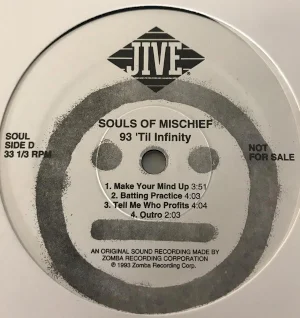 JIVE
SOULS OF MISCHIEF
93 'Til Infinity
SOUL
SIDE D
33 1/3 RPM
NOT
FOR SALE
1. Make Your Mind Up 3:51
2. Batting Practice 4:03
3. Tell Me Who Profits 4:04
4. Outro 2:03
AN ORIGINAL SOUND RECORDING MADE BY
ZOMBA RECORDING CORPORATION
℗ 1993 Zomba Recording Corp.